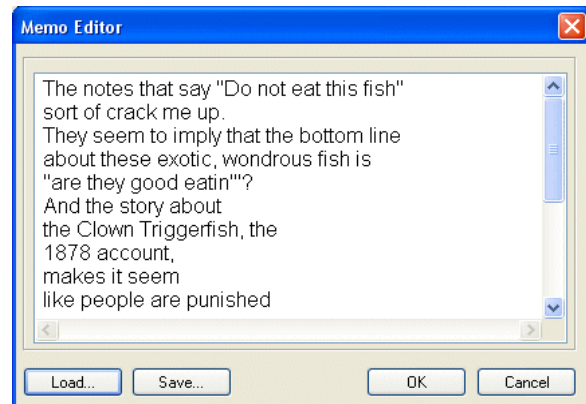 Memo Editor
The notes that say "Do not eat this fish"
sort of crack me up.
They seem to imply that the bottom line
about these exotic, wondrous fish is
"are they good eatin'"?
And the story about
the Clown Triggerfish, the
1878 account,
makes it seem
like people are punished
Load... Save... OK Cancel